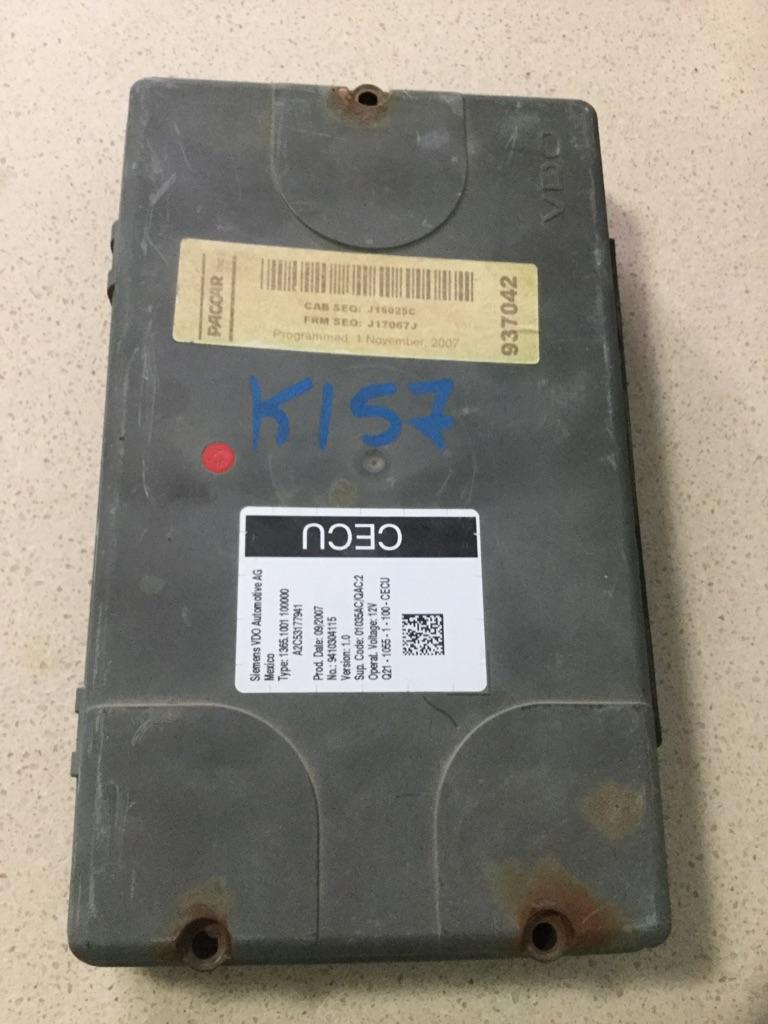 VDO
PACCAR
CAB SEQ: J16025C
FRM SEQ: J17067J
Programmed, 1 November, 2007
937042
K157
CECU
Siemens VDO Automotive AG
Mexico
Type: 1365.1001 100000
A2C53177941
Prod. Date: 09/2007
No.: 9410304115
Version: 1.0
Sup. Code: 01035AC/QAC:2
Operat. Voltage: 12V
Q21 - 1055 - 1 - 100 - CECU